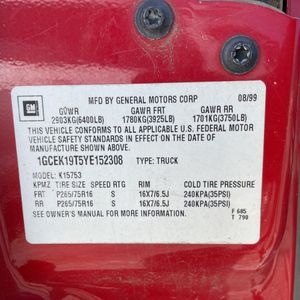 MFD BY GENERAL MOTORS CORP 08/99
GM
GVWR GAWR FRT GAWR RR
2903KG(6400LB) 1780KG(3925LB) 1701KG(3750LB)
THIS VEHICLE CONFORMS TO ALL APPLICABLE U.S. FEDERAL MOTOR
VEHICLE SAFETY STANDARDS IN EFFECT ON THE DATE OF
MANUFACTURE SHOWN ABOVE.
1GCEK19T5YE152308 TYPE: TRUCK
MODEL: K15753
KPMZ TIRE SIZE SPEED RTG RIM COLD TIRE PRESSURE
FRT P265/75R16 S 16X7/6.5J 240KPA(35PSI)
RR P265/75R16 S 16X7/6.5J 240KPA(35PSI)
SEE OWNER'S MANUAL FOR ADDITIONAL INFORMATION.
F 685
T 790